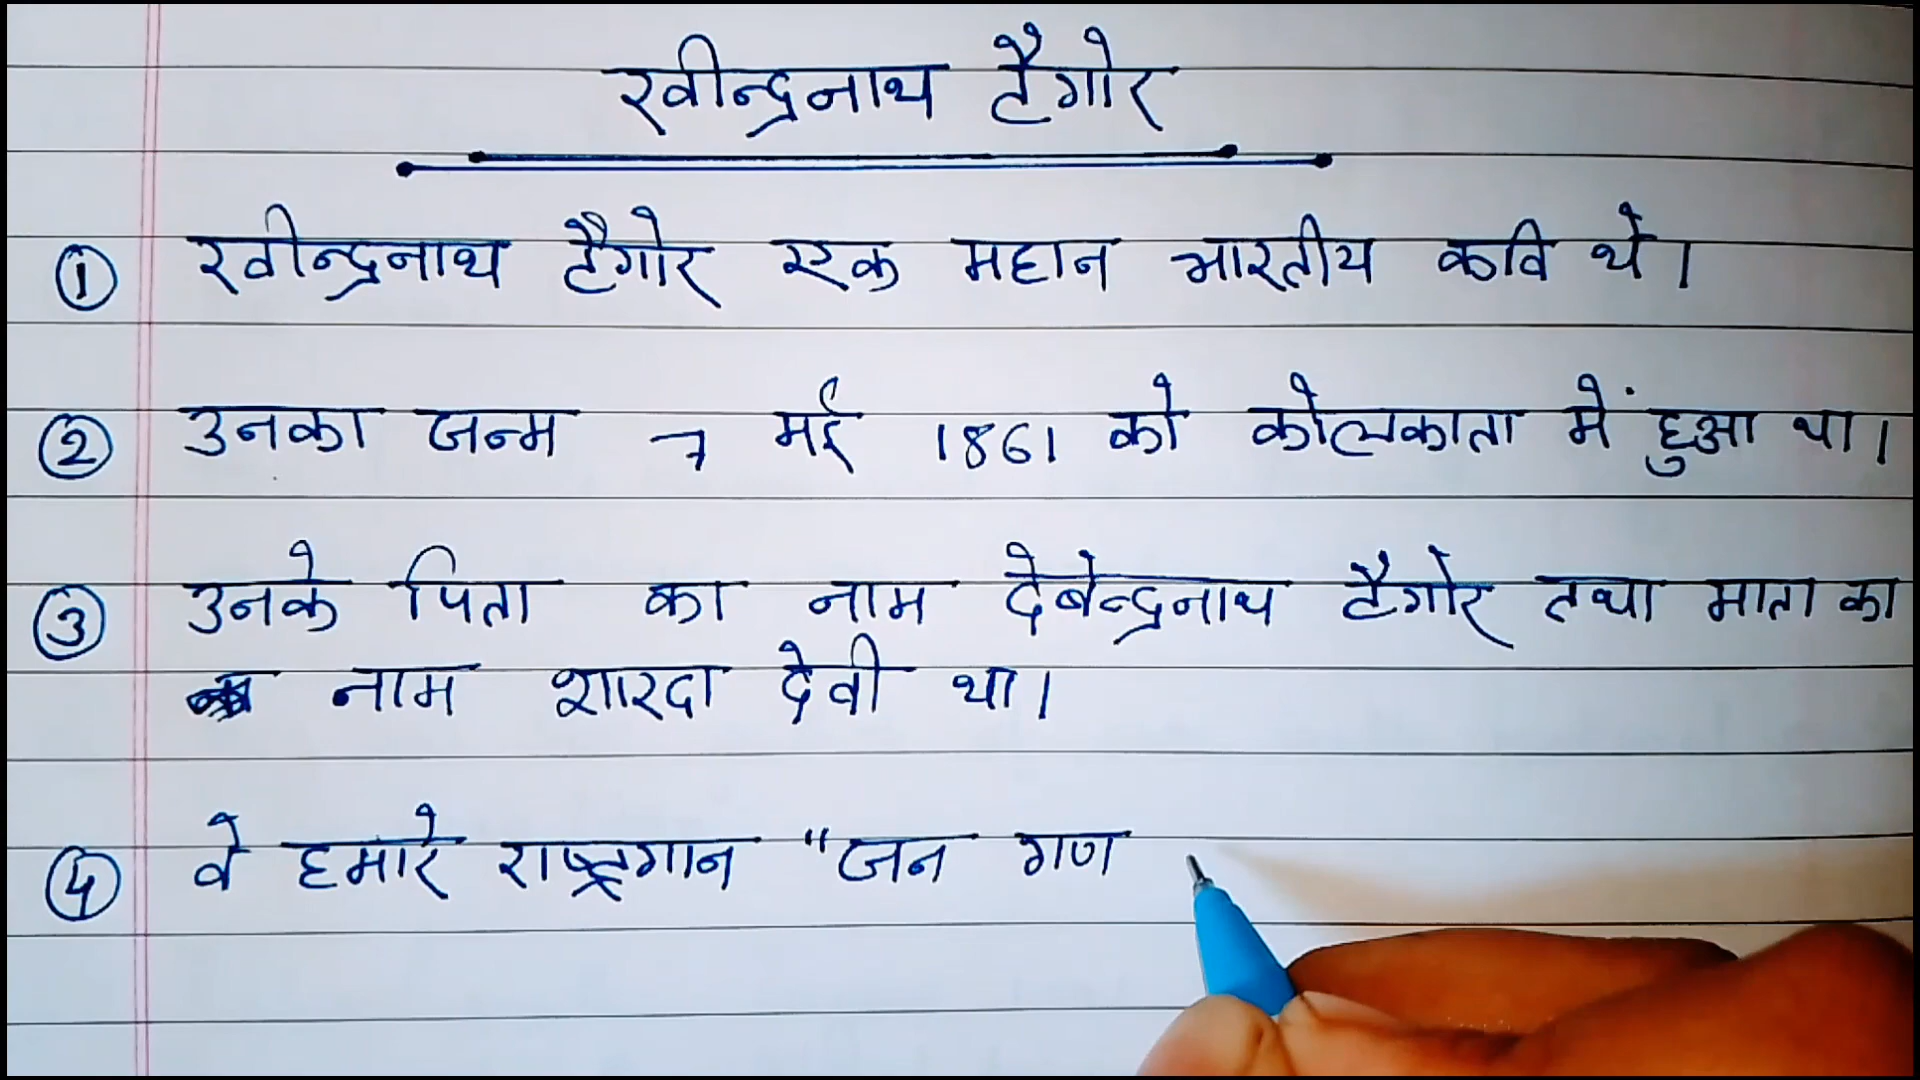 रवीन्द्रनाथ टैगोर
① रवीन्द्रनाथ टैगोर एक महान भारतीय कवि थे।
② उनका जन्म 7 मई 1861 को कोलकाता में हुआ था।
③ उनके पिता का नाम देबेन्द्रनाथ टैगोर तथा माता का
नाम शारदा देवी था।
④ वे हमारे राष्ट्रगान "जन गण